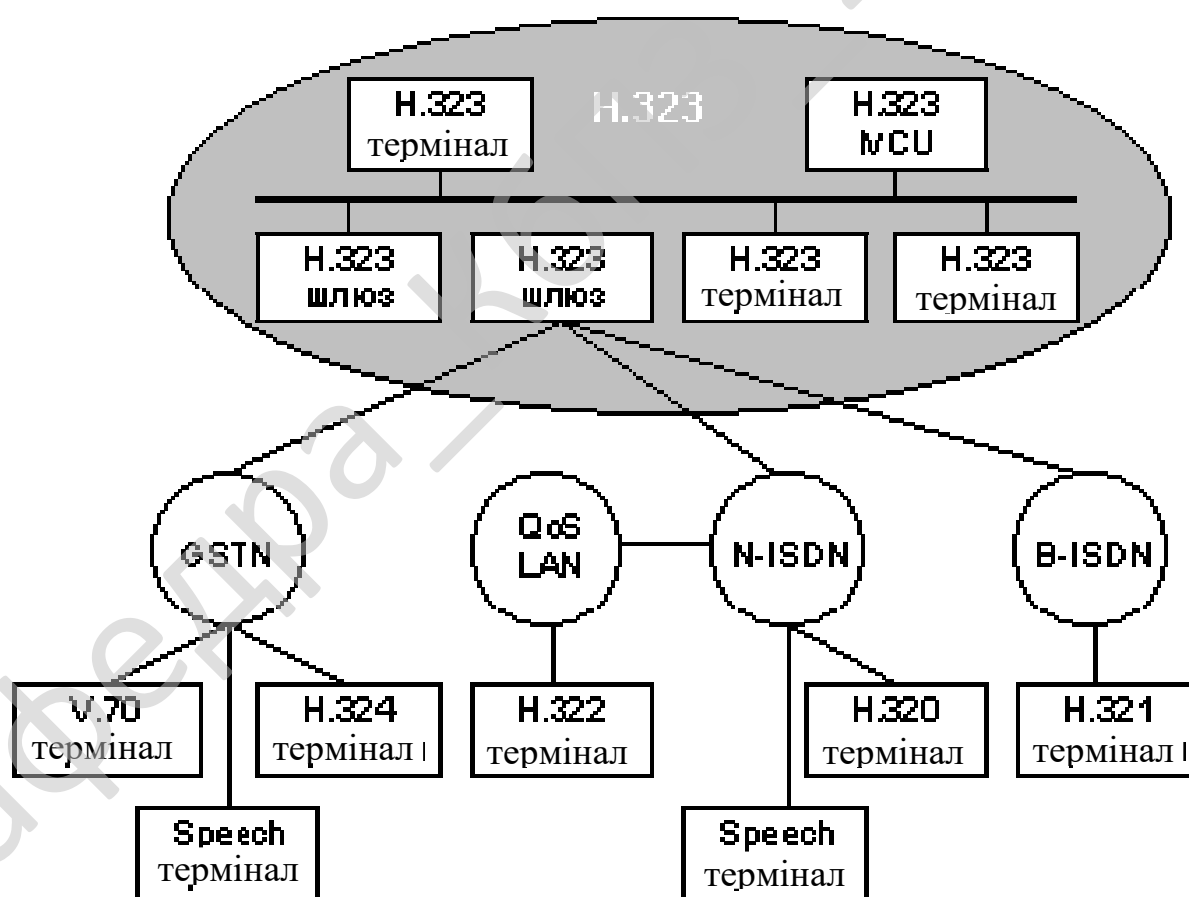 H.323
термінал
H.323
H.323
MCU
H.323
шлюз
H.323
шлюз
H.323
термінал
H.323
термінал
GSTN
QoS
LAN
N-ISDN
B-ISDN
V.70
термінал
H.324
термінал
H.322
термінал
H.320
термінал
H.321
термінал
Speech
термінал
Speech
термінал